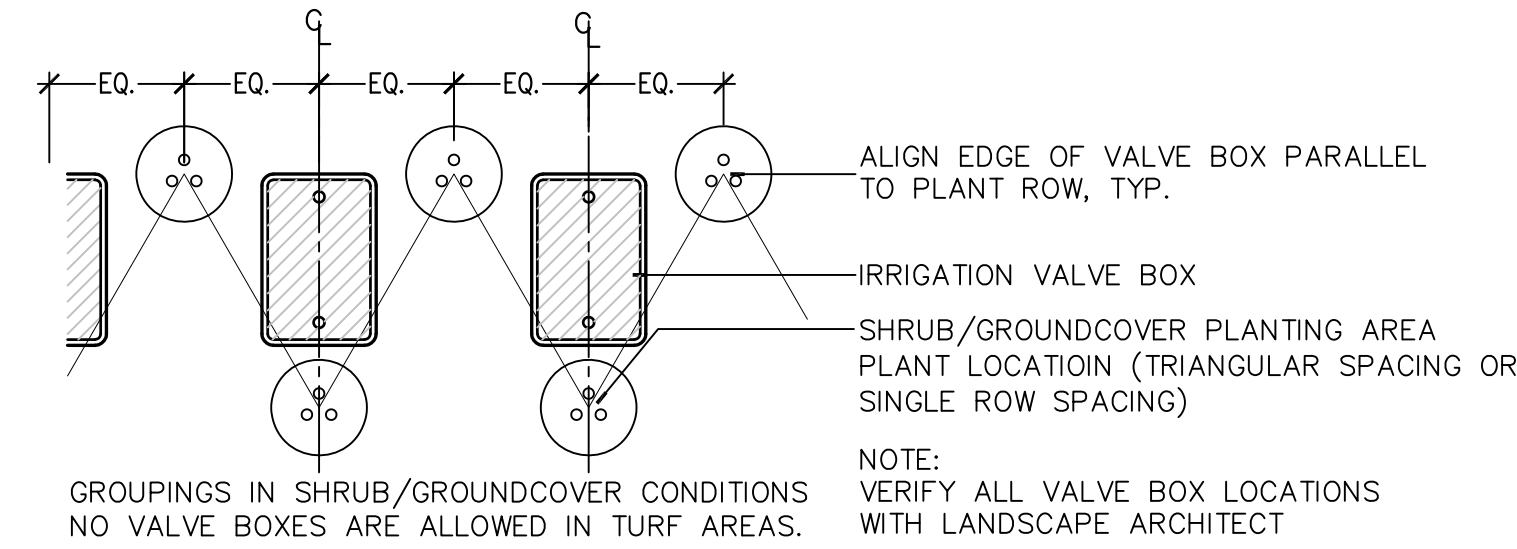 CL CL
EQ. EQ. EQ. EQ. EQ.
ALIGN EDGE OF VALVE BOX PARALLEL
TO PLANT ROW, TYP.
IRRIGATION VALVE BOX
SHRUB/GROUNDCOVER PLANTING AREA
PLANT LOCATIOIN (TRIANGULAR SPACING OR
SINGLE ROW SPACING)
NOTE:
VERIFY ALL VALVE BOX LOCATIONS
WITH LANDSCAPE ARCHITECT
GROUPINGS IN SHRUB/GROUNDCOVER CONDITIONS
NO VALVE BOXES ARE ALLOWED IN TURF AREAS.